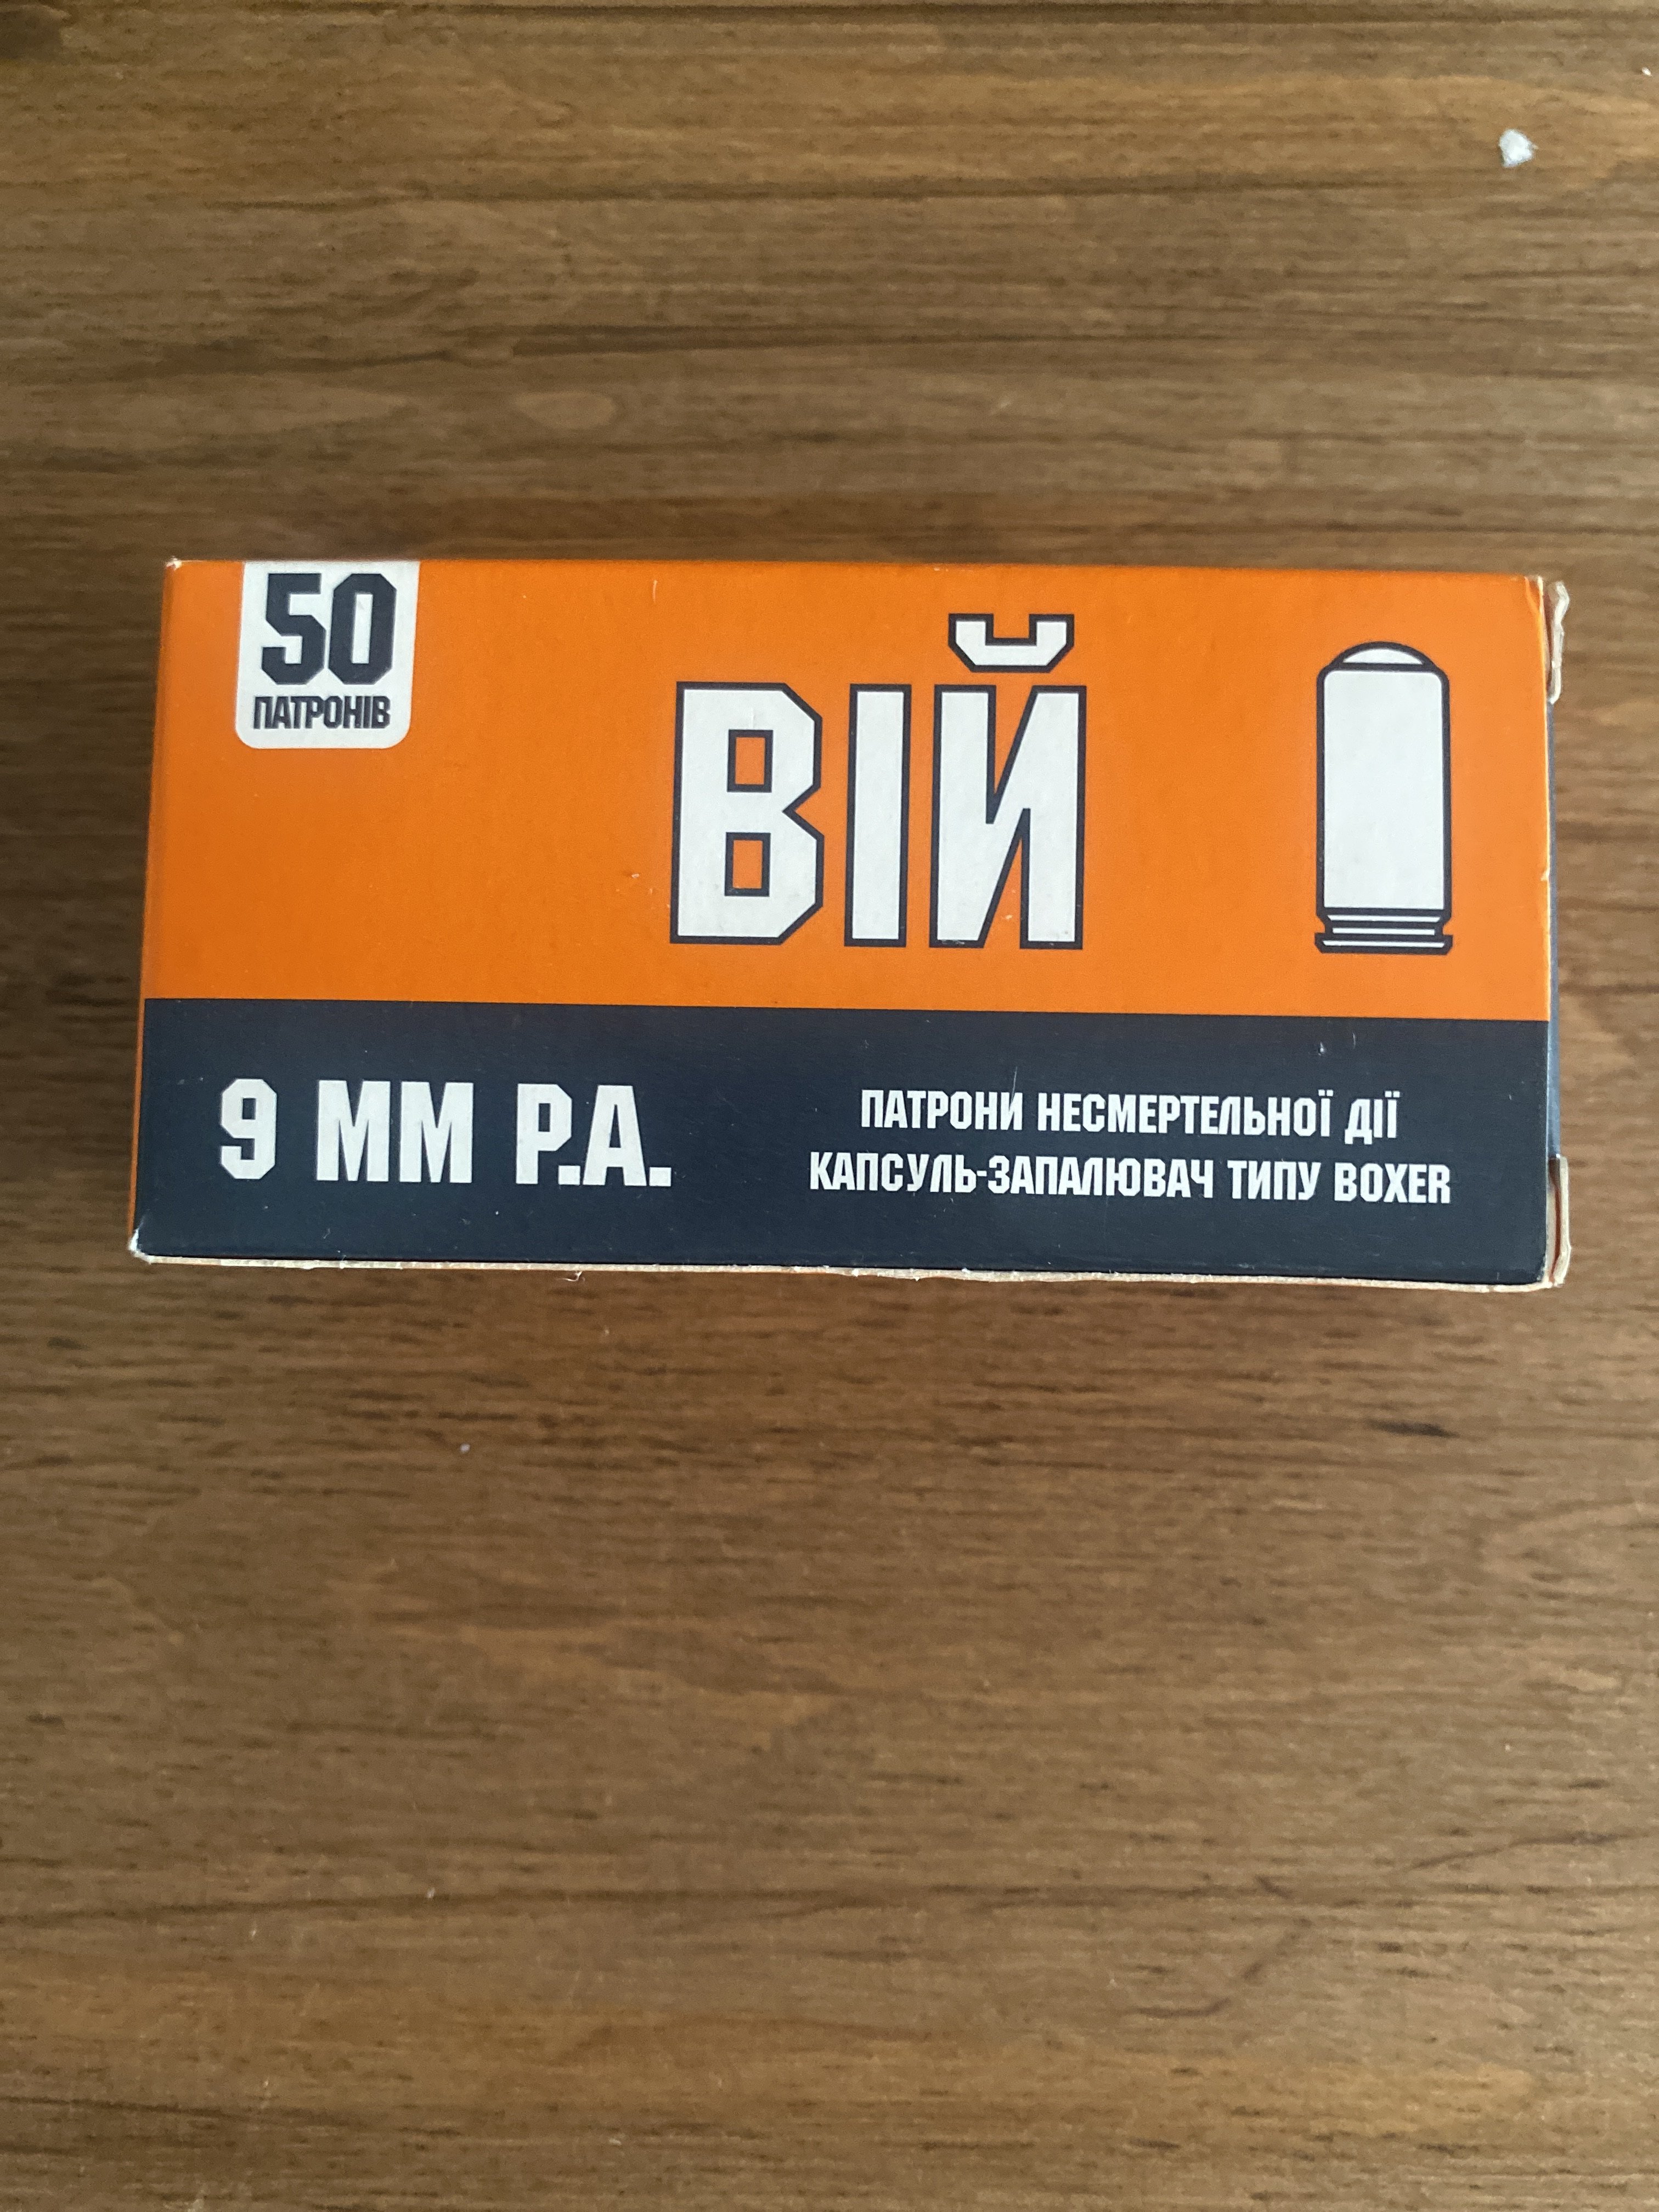 50
ПАТРОНІВ
ВІЙ
9 ММ Р.А.
ПАТРОНИ НЕСМЕРТЕЛЬНОЇ ДІЇ
КАПСУЛЬ-ЗАПАЛЮВАЧ ТИПУ BOXER